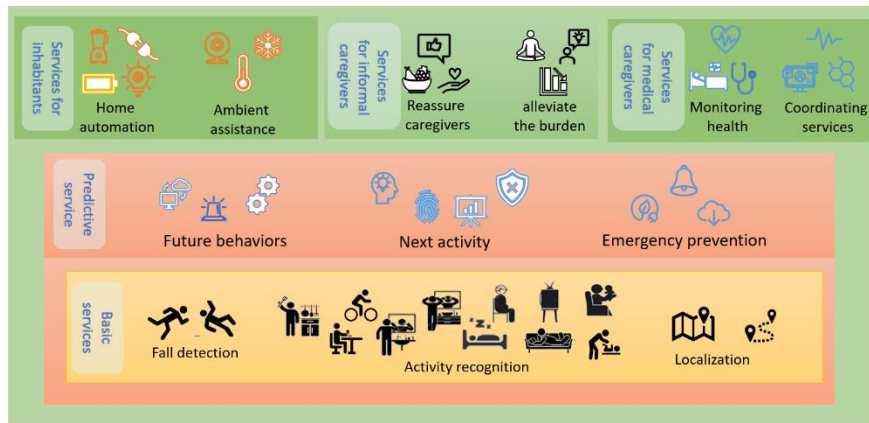 Services for
inhabitants
Home
automation
Ambient
assistance
Services
for informal
caregivers
Reassure
caregivers
alleviate
the burden
Services
for medical
caregivers
Monitoring
health
Coordinating
services
Predictive
service
Future behaviors
Next activity
Emergency prevention
Basic
services
Fall detection
Activity recognition
Localization